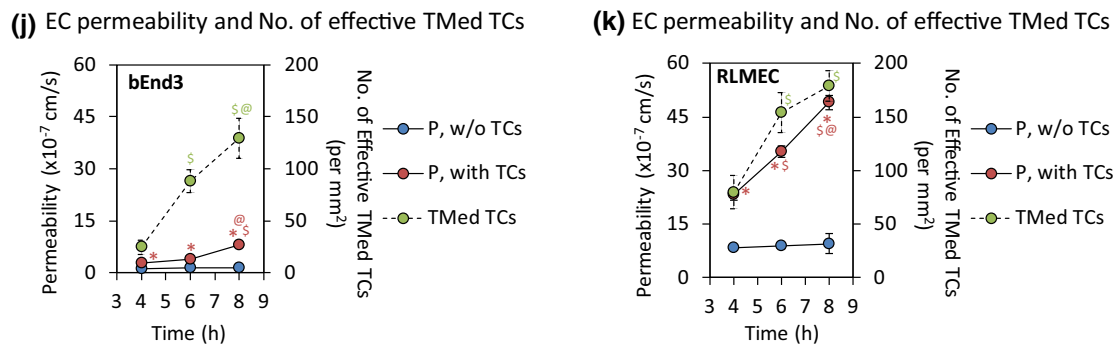 (j) EC permeability and No. of effective TMed TCs
bEnd3
Permeability (x10-7 cm/s)
60
45
30
15
0
$
$ @
*
*
@
* $
200
150
100
50
0
No. of Effective TMed TCs
(per mm2)
3 4 5 6 7 8 9
Time (h)
P, w/o TCs
P, with TCs
TMed TCs
(k) EC permeability and No. of effective TMed TCs
RLMEC
Permeability (x10-7 cm/s)
60
45
30
15
0
$
$
*
* $
*
$ @
200
150
100
50
0
No. of Effective TMed TCs
(per mm2)
3 4 5 6 7 8 9
Time (h)
P, w/o TCs
P, with TCs
TMed TCs